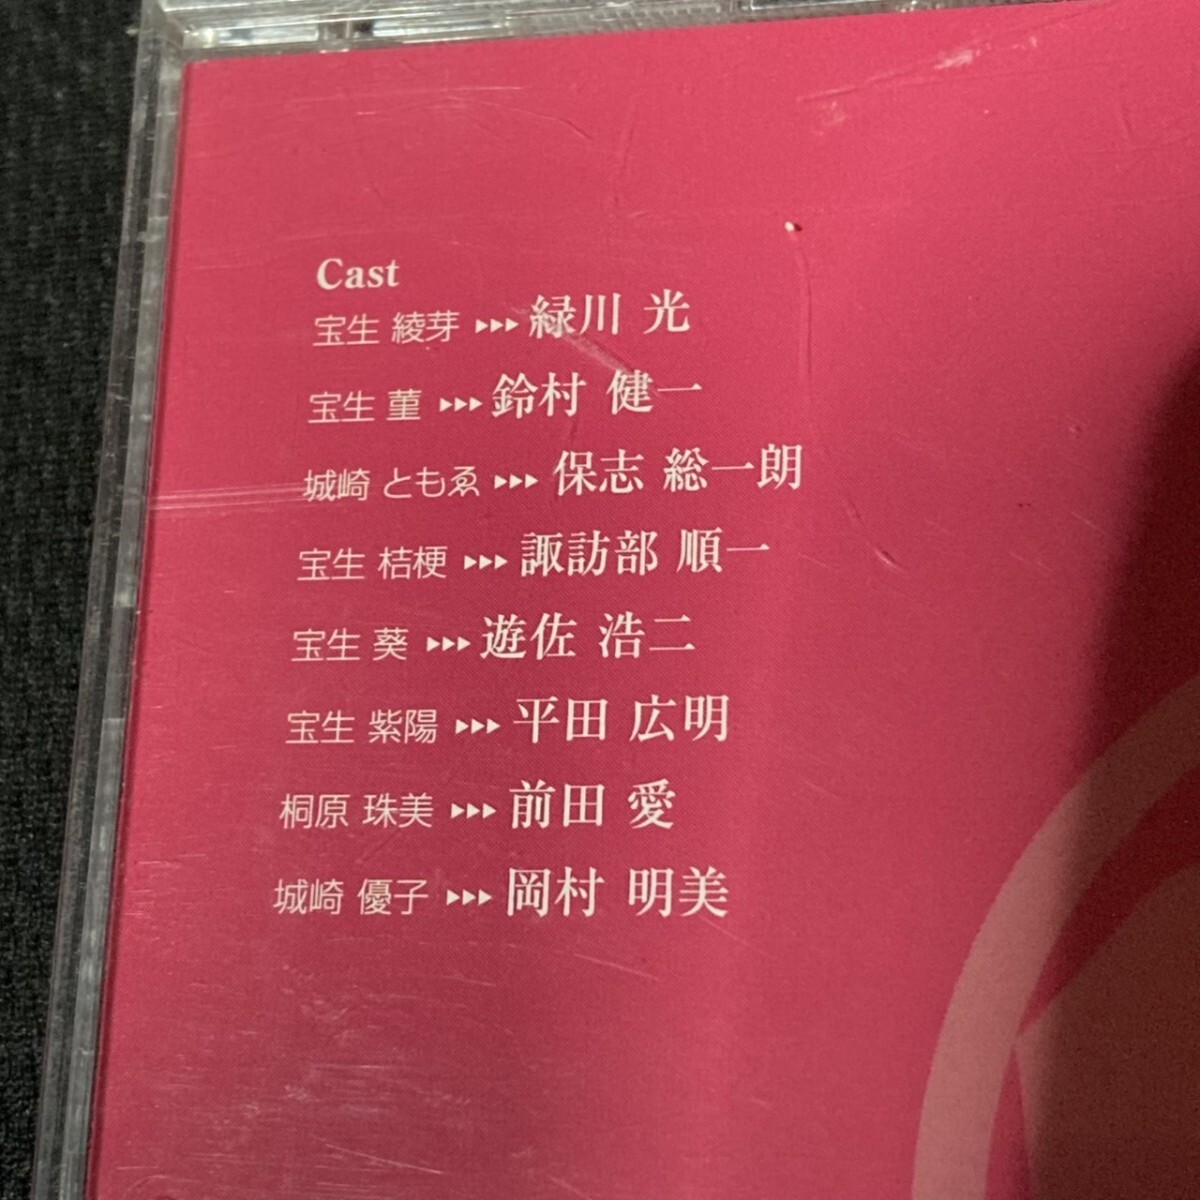 Cast
宝生 綾芽 ▸▸▸ 緑川 光
宝生 菫 ▸▸▸ 鈴村 健一
城崎 ともゑ ▸▸▸ 保志 総一朗
宝生 桔梗 ▸▸▸ 諏訪部 順一
宝生 葵 ▸▸▸ 遊佐 浩二
宝生 紫陽 ▸▸▸ 平田 広明
桐原 珠美 ▸▸▸ 前田 愛
城崎 優子 ▸▸▸ 岡村 明美